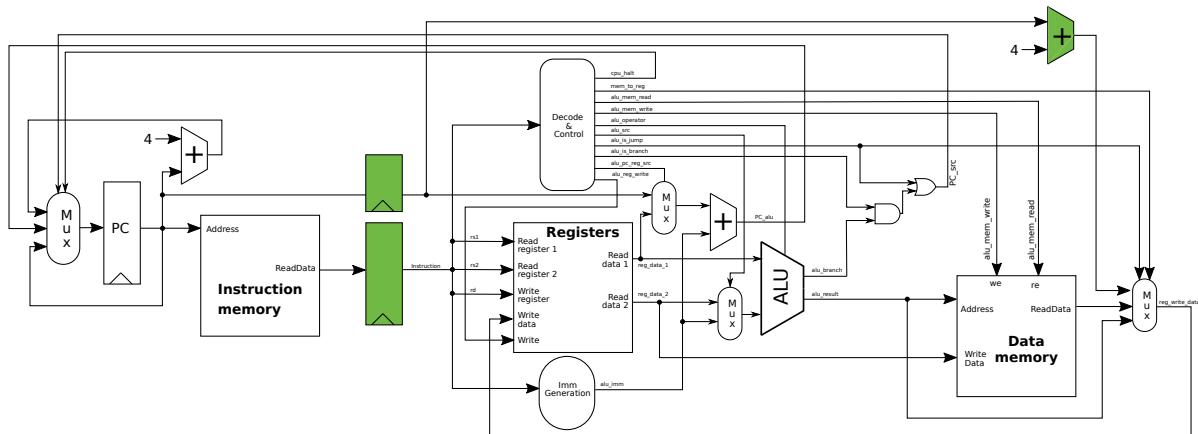 4
+
cpu_halt
mem_to_reg
alu_mem_read
alu_mem_write
alu_operator
alu_src
alu_is_jump
alu_is_branch
alu_pc_reg_src
alu_reg_write
Decode
&
Control
4
+
M
u
x
PC
Address
ReadData
Instruction
memory
Instruction
rs1
rs2
rd
Registers
Read
register 1
Read
register 2
Write
register
Write
data
Write
Read
data 1
Read
data 2
reg_data_1
reg_data_2
Imm
Generation
alu_imm
M
u
x
+
PC_alu
M
u
x
ALU
alu_branch
alu_result
PC_src
alu_mem_write
alu_mem_read
we
re
Address
ReadData
Write
Data
Data
memory
M
u
x
reg_write_data